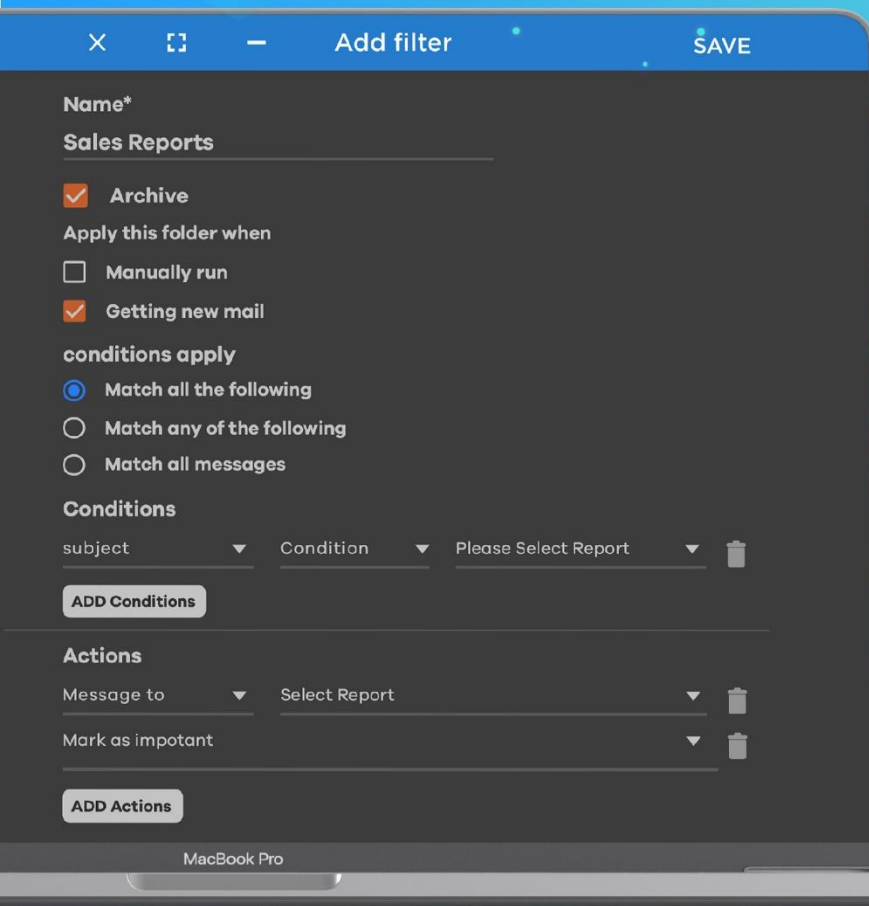 Add filter
SAVE
Name*
Sales Reports
Archive
Apply this folder when
Manually run
Getting new mail
conditions apply
Match all the following
Match any of the following
Match all messages
Conditions
subject Condition Please Select Report
ADD Conditions
Actions
Message to Select Report
Mark as impotant
ADD Actions
MacBook Pro